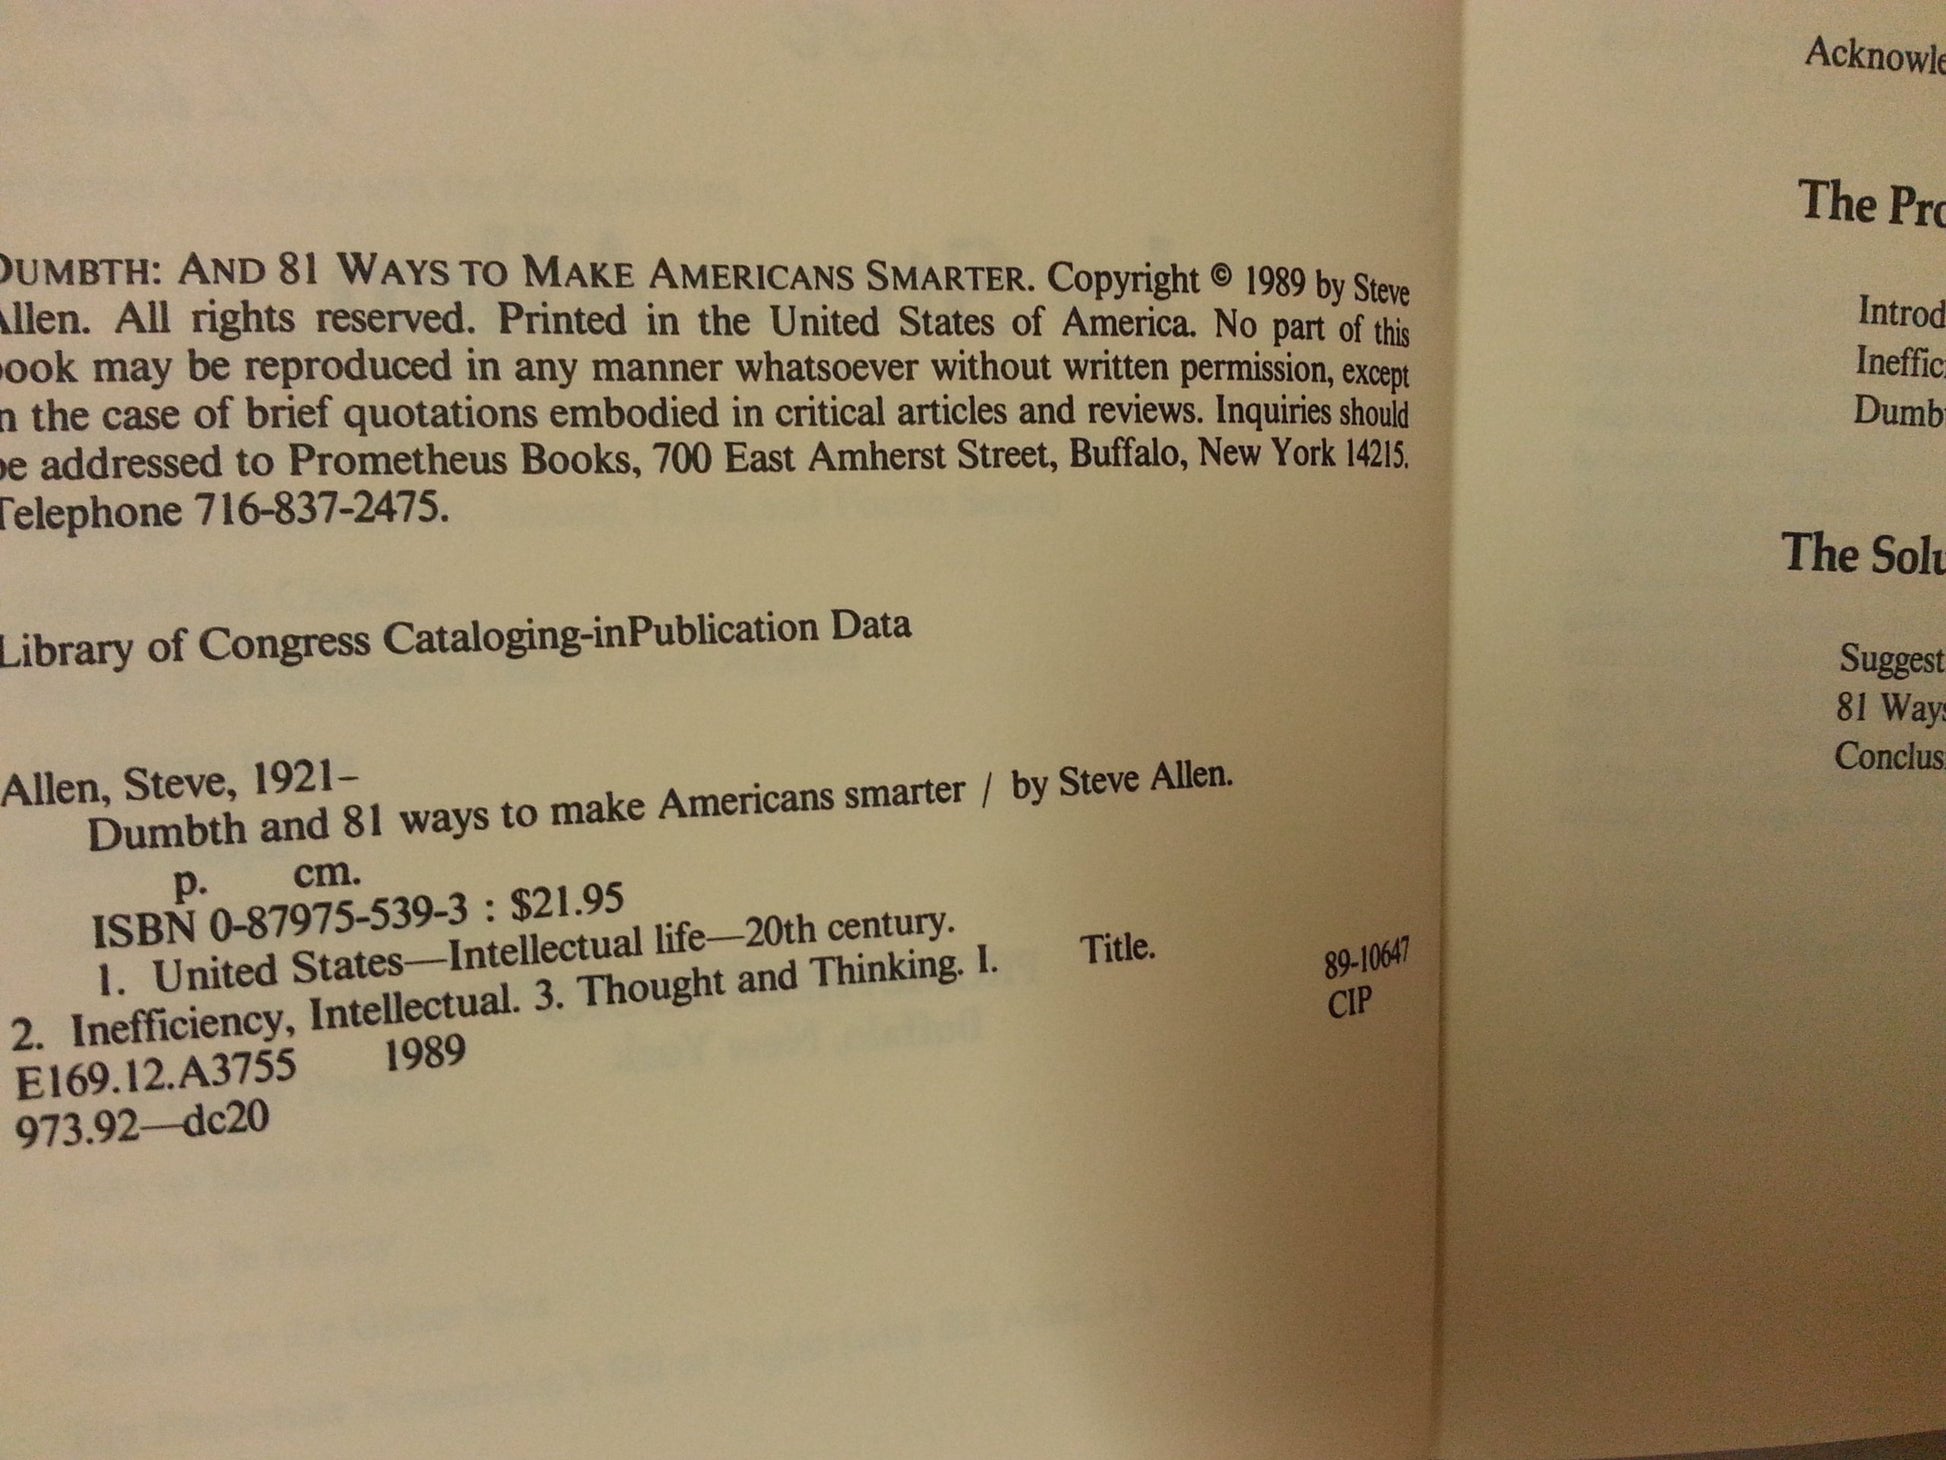 DUMBTH: AND 81 WAYS TO MAKE AMERICANS SMARTER. Copyright © 1989 by Steve
Allen. All rights reserved. Printed in the United States of America. No part of this
book may be reproduced in any manner whatsoever without written permission, except
in the case of brief quotations embodied in critical articles and reviews. Inquiries should
be addressed to Prometheus Books, 700 East Amherst Street, Buffalo, New York 14215.
Telephone 716-837-2475.
Library of Congress Cataloging-inPublication Data
Allen, Steve, 1921–
Dumbth and 81 ways to make Americans smarter / by Steve Allen.
p. cm.
ISBN 0-87975-539-3 : $21.95
1. United States—Intellectual life—20th century.
2. Inefficiency, Intellectual. 3. Thought and Thinking. I. Title.
E169.12.A3755 1989
973.92—dc20
89-10647
CIP
Acknowle
The Pro
Introd
Ineffic
Dumb
The Solu
Suggest
81 Ways
Conclus